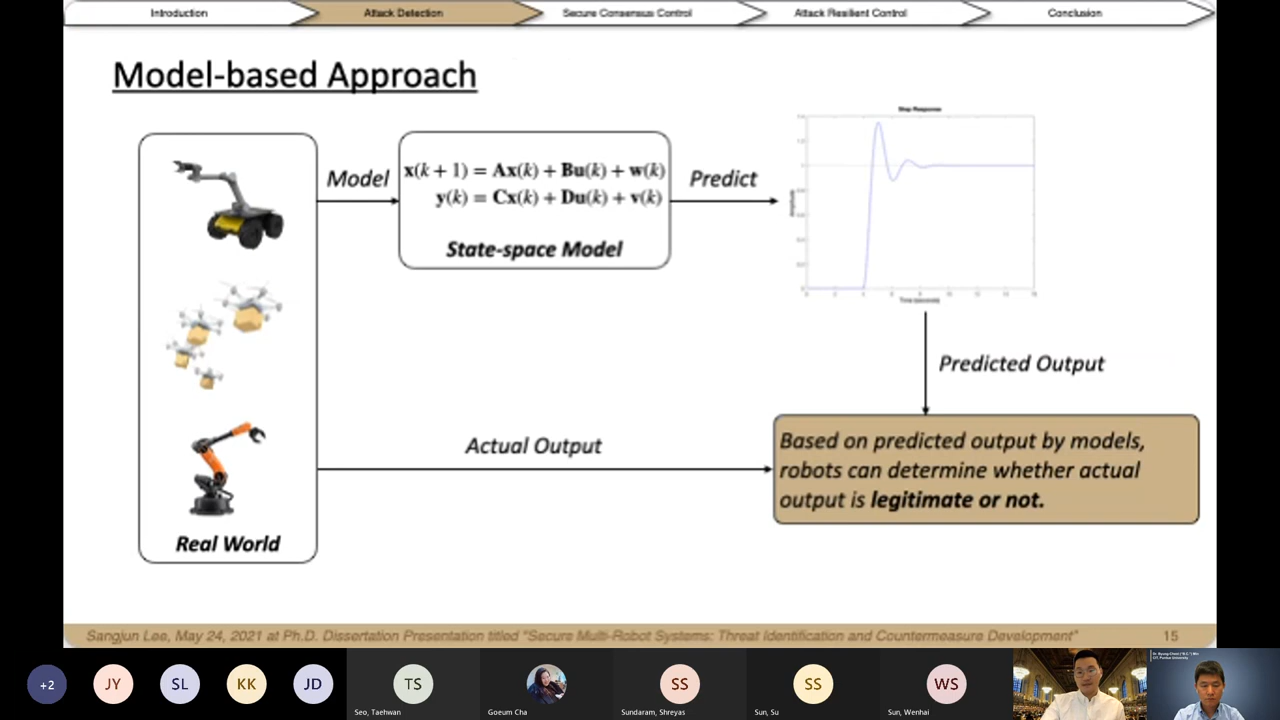 Introduction
Attack Detection
Secure Consensus Control
Attack Resilient Control
Conclusion
Model-based Approach
Model
x(k + 1) = Ax(k) + Bu(k) + w(k)
y(k) = Cx(k) + Du(k) + v(k)
State-space Model
Predict
Step Response
Amplitude
Time (seconds)
Predicted Output
Actual Output
Based on predicted output by models,
robots can determine whether actual
output is legitimate or not.
Real World
Sangjun Lee, May 24, 2021 at Ph.D. Dissertation Presentation titled "Secure Multi-Robot Systems: Threat Identification and Countermeasure Development"
15
+2
JY
SL
KK
JD
TS
SS
SS
WS
Seo, Taehwan
Goeum Cha
Sundaram, Shreyas
Sun, Su
Sun, Wenhai